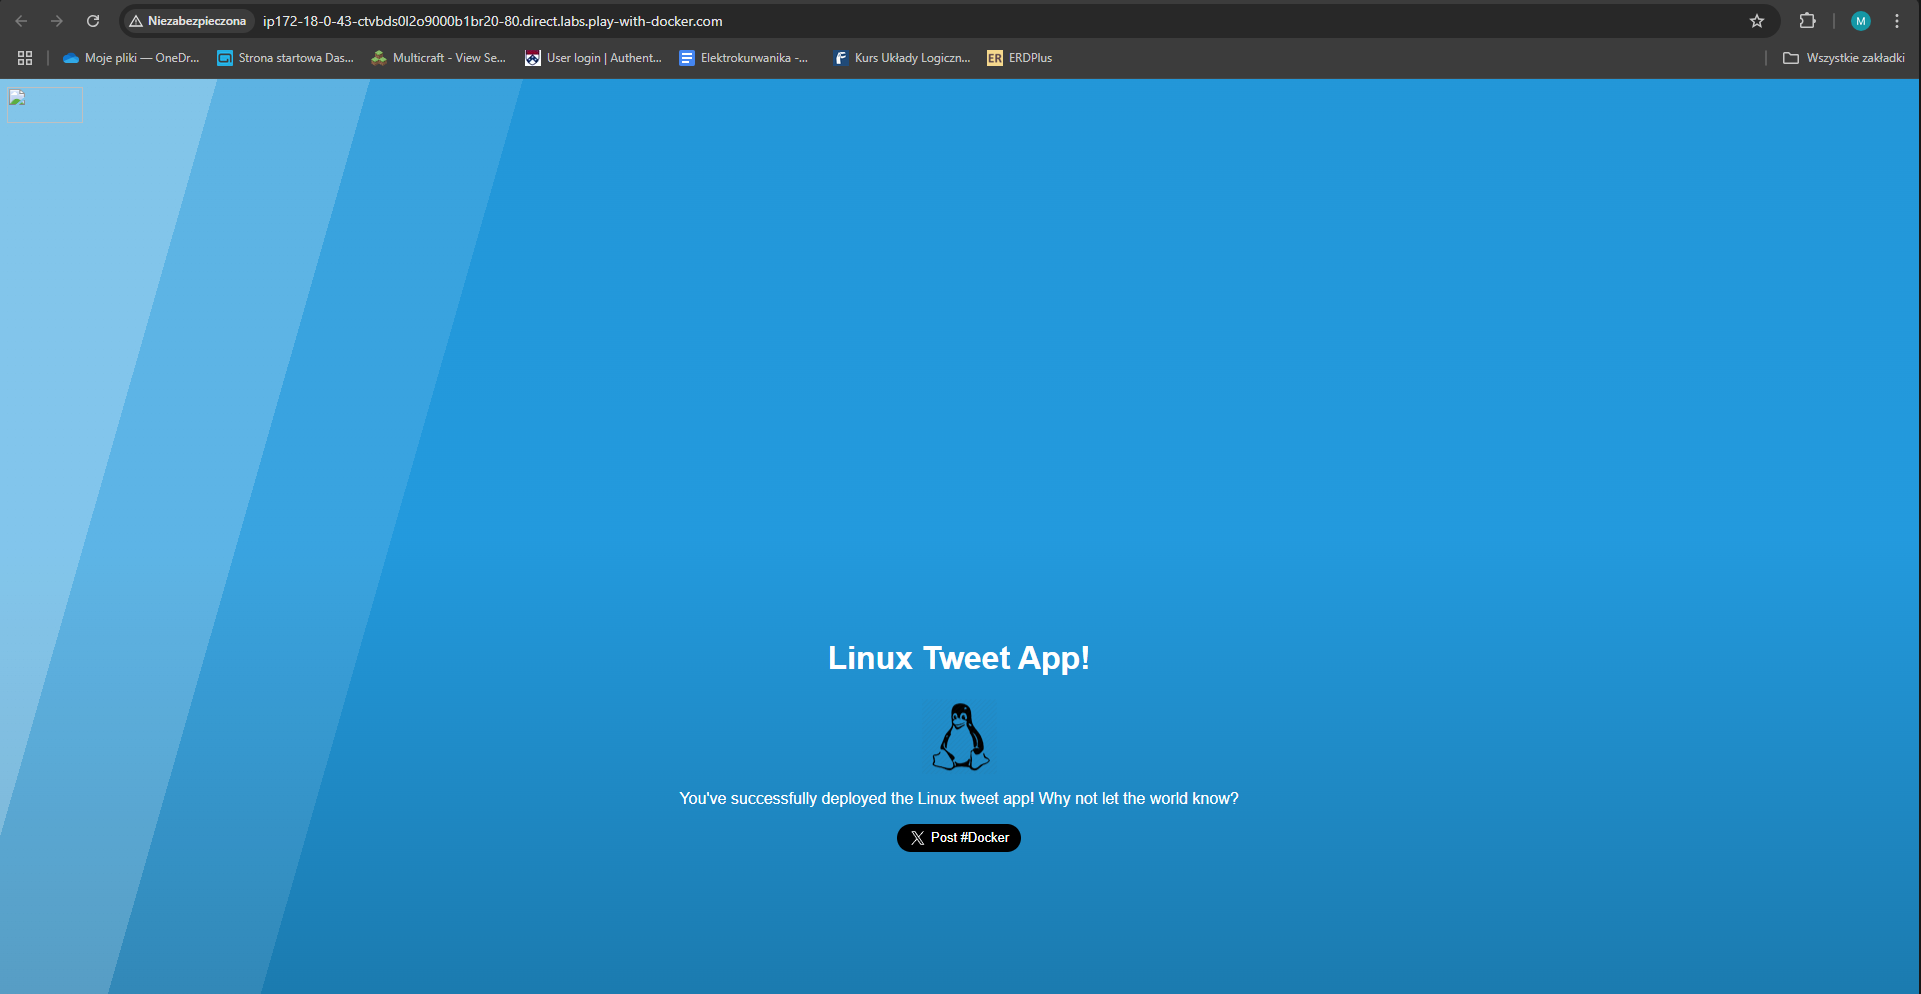 Niezabezpieczona ip172-18-0-43-ctvbds0l2o9000b1br20-80.direct.labs.play-with-docker.com M
Moje pliki — OneDr... Strona startowa Das... Multicraft - View Se... User login | Authent... Elektrokurwanika -... Kurs Układy Logiczn... ER ERDPlus Wszystkie zakładki
Linux Tweet App!
You've successfully deployed the Linux tweet app! Why not let the world know?
Post #Docker